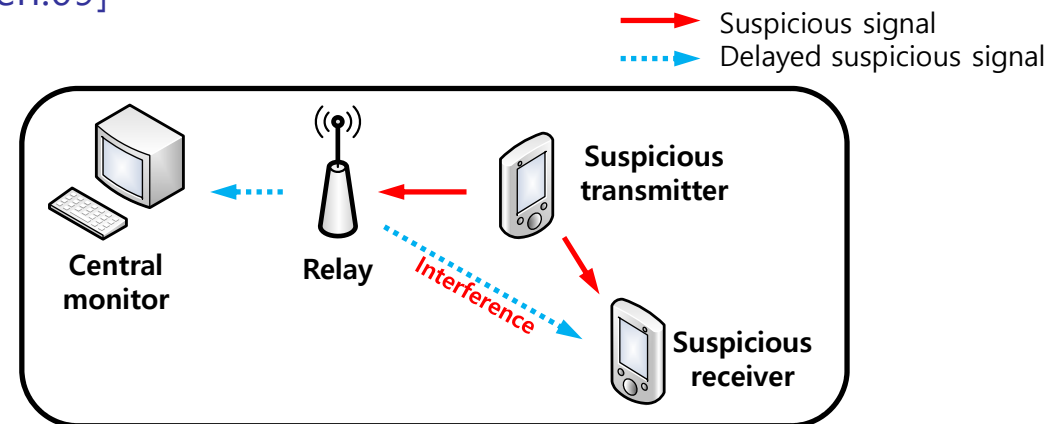 Suspicious signal
Delayed suspicious signal
Suspicious
transmitter
Central
monitor
Relay
Interference
Suspicious
receiver